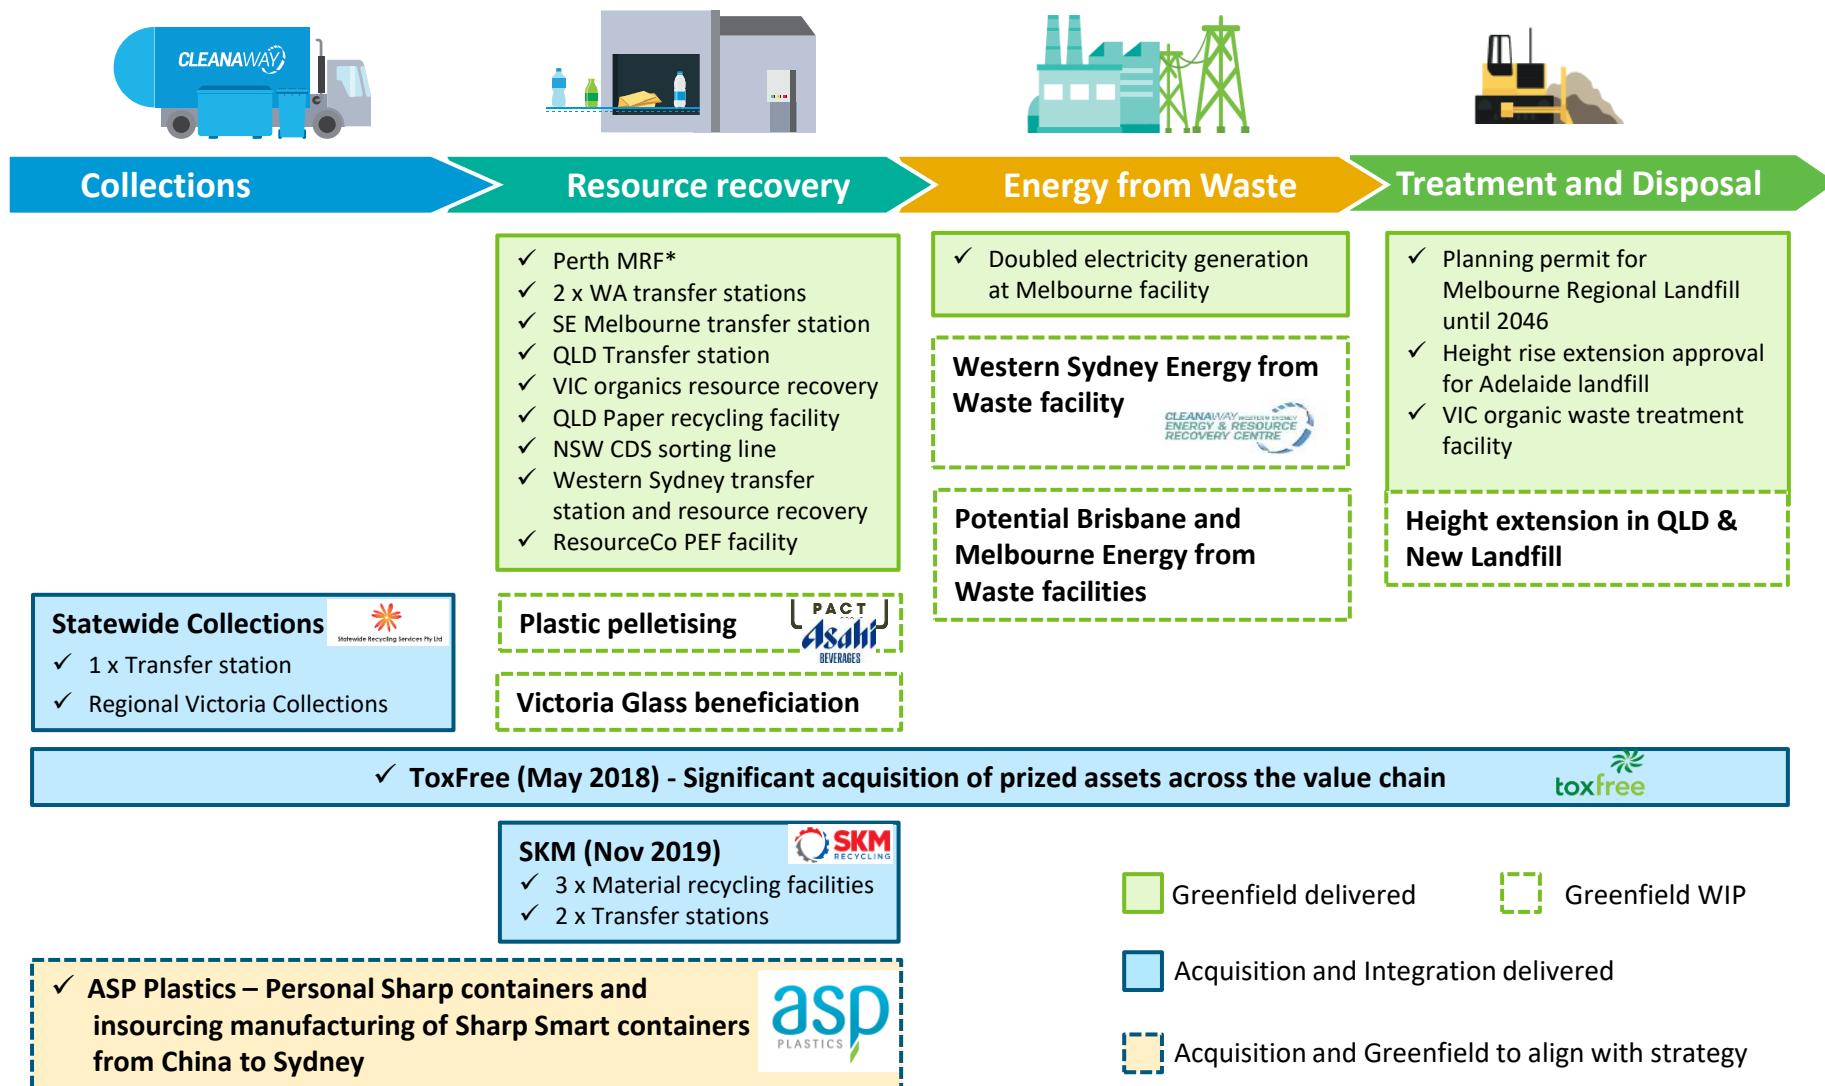 CLEANAWAY
Collections
Resource recovery
Energy from Waste
Treatment and Disposal
✓ Perth MRF*
✓ 2 x WA transfer stations
✓ SE Melbourne transfer station
✓ QLD Transfer station
✓ VIC organics resource recovery
✓ QLD Paper recycling facility
✓ NSW CDS sorting line
✓ Western Sydney transfer
station and resource recovery
✓ ResourceCo PEF facility
✓ Doubled electricity generation
at Melbourne facility
Western Sydney Energy from
Waste facility
CLEANAWAY WESTERN SYDNEY
ENERGY & RESOURCE
RECOVERY CENTRE
Potential Brisbane and
Melbourne Energy from
Waste facilities
✓ Planning permit for
Melbourne Regional Landfill
until 2046
✓ Height rise extension approval
for Adelaide landfill
✓ VIC organic waste treatment
facility
Height extension in QLD &
New Landfill
Statewide Collections
Statewide Recycling Services Pty Ltd
✓ 1 x Transfer station
✓ Regional Victoria Collections
Plastic pelletising
PACT
Asahi
BEVERAGES
Victoria Glass beneficiation
✓ ToxFree (May 2018) - Significant acquisition of prized assets across the value chain
toxfree
SKM (Nov 2019)
SKM
RECYCLING
✓ 3 x Material recycling facilities
✓ 2 x Transfer stations
✓ ASP Plastics – Personal Sharp containers and
insourcing manufacturing of Sharp Smart containers
from China to Sydney
asp
PLASTICS
Greenfield delivered
Greenfield WIP
Acquisition and Integration delivered
Acquisition and Greenfield to align with strategy